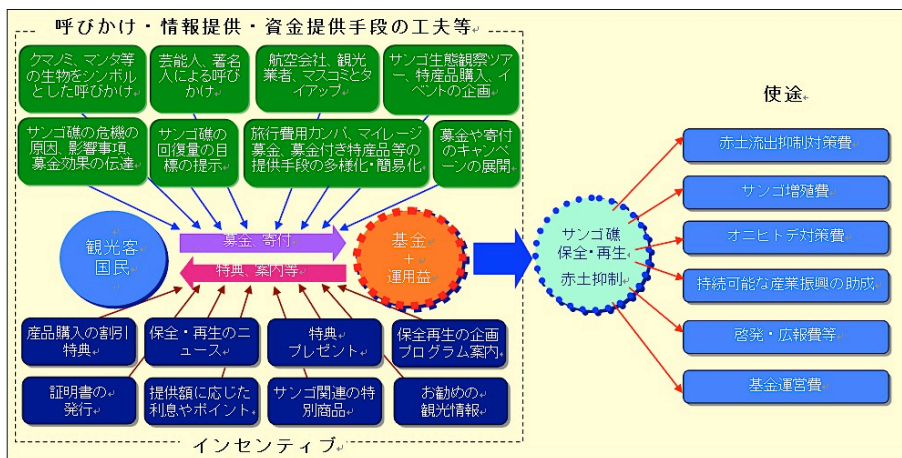 呼びかけ・情報提供・資金提供手段の工夫等
クマノミ、マンタ等
の生物をシンボル
とした呼びかけ
芸能人、著名
人による呼び
かけ
航空会社、観光
業者、マスコミとタ
イアップ
サンゴ生態観察ツア
ー、特産品購入、イ
ベントの企画
サンゴ礁の危機の
原因、影響事項、
募金効果の伝達
サンゴ礁の
回復量の目
標の提示
旅行費用カンパ、マイレージ
募金、募金付き特産品等の
提供手段の多様化・簡易化
募金や寄付
のキャンペ
ーンの展開
観光客
国民
募金、寄付
特典、案内等
基金
+
運用益
産品購入の割引
特典
保全・再生のニ
ュース
特典
プレゼント
保全再生の企画
プログラム案内
証明書の
発行
提供額に応じた
利息やポイント
サンゴ関連の特
別商品
お勧めの
観光情報
インセンティブ
サンゴ礁
保全・再生
赤土抑制
使途
赤土流出抑制対策費
サンゴ増殖費
オニヒトデ対策費
持続可能な産業振興の助成
啓発・広報費等
基金運営費